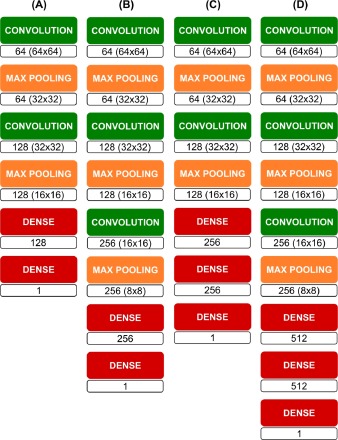 (A) (B) (C) (D)
CONVOLUTION CONVOLUTION CONVOLUTION CONVOLUTION
64 (64x64) 64 (64x64) 64 (64x64) 64 (64x64)
MAX POOLING MAX POOLING MAX POOLING MAX POOLING
64 (32x32) 64 (32x32) 64 (32x32) 64 (32x32)
CONVOLUTION CONVOLUTION CONVOLUTION CONVOLUTION
128 (32x32) 128 (32x32) 128 (32x32) 128 (32x32)
MAX POOLING MAX POOLING MAX POOLING MAX POOLING
128 (16x16) 128 (16x16) 128 (16x16) 128 (16x16)
DENSE CONVOLUTION DENSE CONVOLUTION
128 256 (16x16) 256 256 (16x16)
DENSE MAX POOLING DENSE MAX POOLING
1 256 (8x8) 256 256 (8x8)
DENSE DENSE DENSE
256 1 512
DENSE DENSE
1 512
DENSE
1